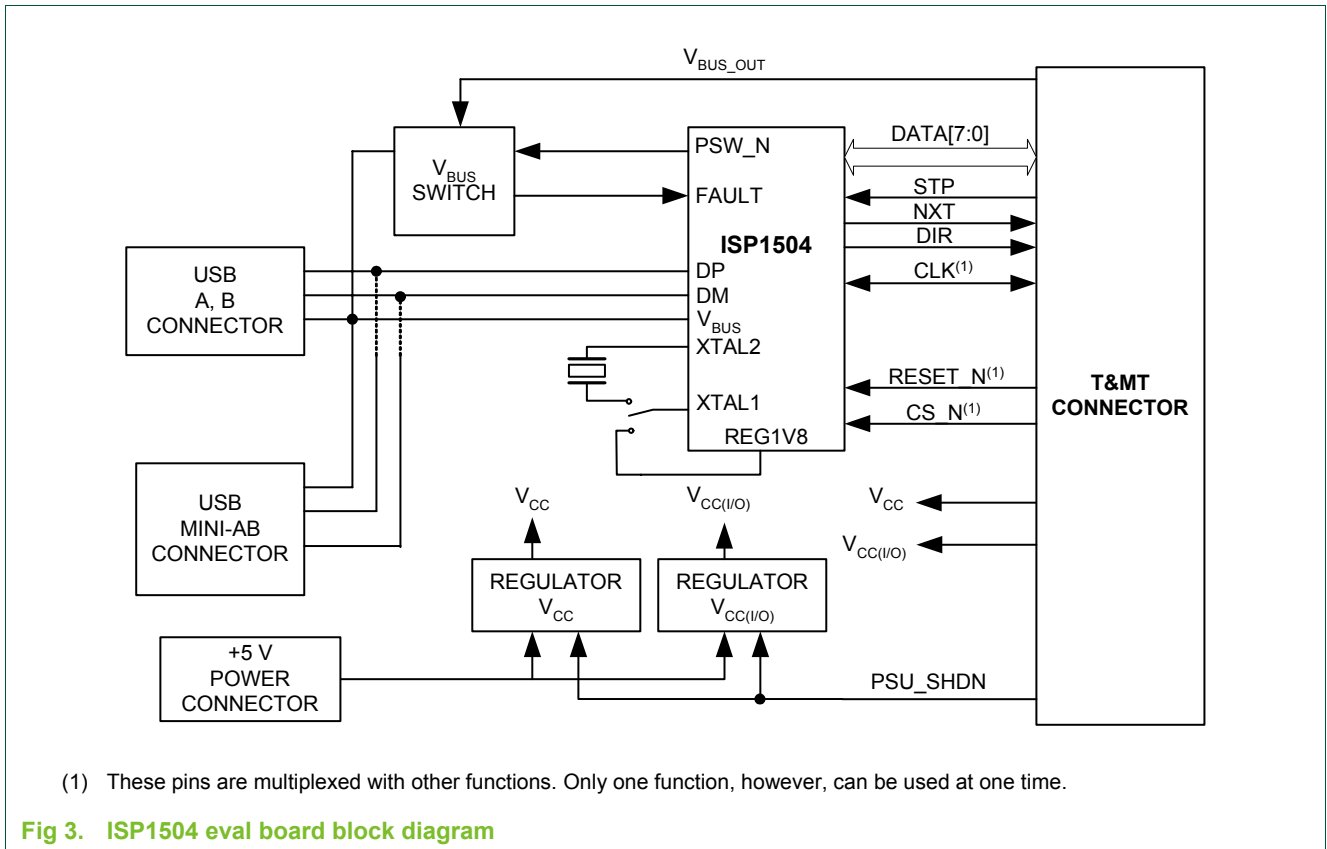 VBUS_OUT
VBUS
SWITCH
PSW_N
FAULT
ISP1504
DP
DM
VBUS
XTAL2
XTAL1
REG1V8
DATA[7:0]
STP
NXT
DIR
CLK(1)
RESET_N(1)
CS_N(1)
T&MT
CONNECTOR
USB
A, B
CONNECTOR
USB
MINI-AB
CONNECTOR
VCC
VCC(I/O)
VCC
VCC(I/O)
REGULATOR
VCC
REGULATOR
VCC(I/O)
+5 V
POWER
CONNECTOR
PSU_SHDN
(1) These pins are multiplexed with other functions. Only one function, however, can be used at one time.
Fig 3. ISP1504 eval board block diagram